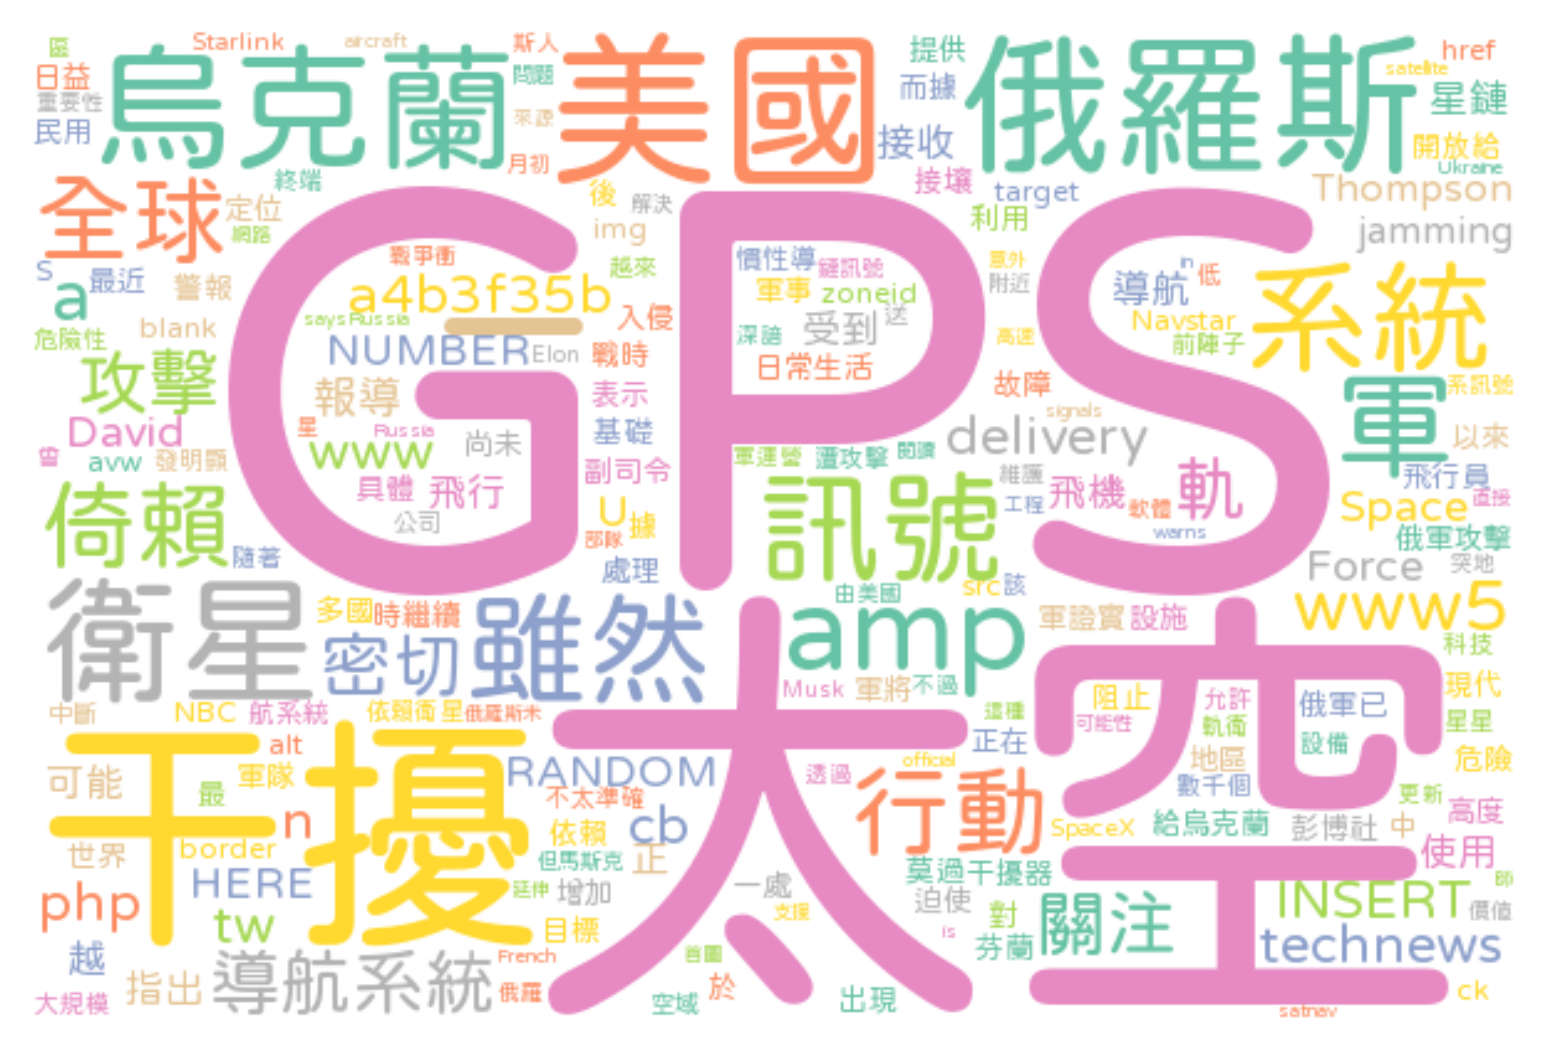 區 Starlink aircraft 斯人 提供 href
日益 烏克蘭 問題 美國 俄羅斯 satellite
重要性 而據 星鏈
民用 來源 接收 開放給
月初 Ukraine
終端 接壤 target Thompson
全球 定位 後 解決 利用
網路 img jamming
戰爭衝 慣性導 鏈訊號 意外 in
S 最近 警報 GPS 越來 附近 導航 低 系統
a a4b3f35b 軍事 zoneid
危險性 blank says Russia 入侵 受到 送 Navstar
NUMBER Elon 戰時 深諳 高速 前陣子
攻擊 報導 日常生活 故障 軍 系訊號
表示 signals
David 星 Russia 尚未 基礎 delivery 以來
曾 avw 發明顯 www 軍運營 遭攻擊 閱讀
倚賴 具體 飛行 副司令 訊號 維護 飛機 軌 飛行員
公司 U 據 工程 軟體 Space 直接
隨著 部隊 warns 俄軍攻擊
處理 Force 突地
衛星 由美國 src 該 www5
多國 時繼續 雖然 amp 軍證實 設施
密切 科技
Musk 軍將 不過 阻止 允許 俄軍已 現代
中斷 NBC 航系統 依賴衛星 俄羅斯未 太空 這種 可能性 軌衛 星星
干擾 alt 正在 設備
可能 軍隊 RANDOM 透過 official 地區 危險
最 不太準確 行動 數千個 更新
n 依賴 cb SpaceX 給烏克蘭 彭博社 中 高度
世界 border 但馬斯克 止 莫過干擾器 使用
HERE 延伸 增加 一處 迫使 INSERT 師
php tw 目標 支援 對 關注 價值
越 French 首圖 is 芬蘭 technews
指出 導航系統 俄羅 於
大規模 空域 出現 ck
satnav